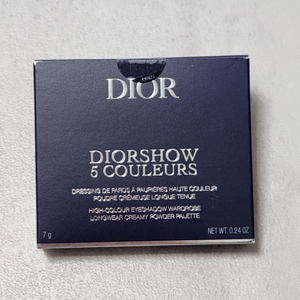 OPEN
DIOR
DIORSHOW
5 COULEURS
DRESSING DE FARDS À PAUPIÈRES HAUTE COULEUR
POUDRE CRÉMEUSE LONGUE TENUE
HIGH-COLOUR EYESHADOW WARDROBE
LONGWEAR CREAMY POWDER PALETTE
7 g NET WT. 0.24 OZ